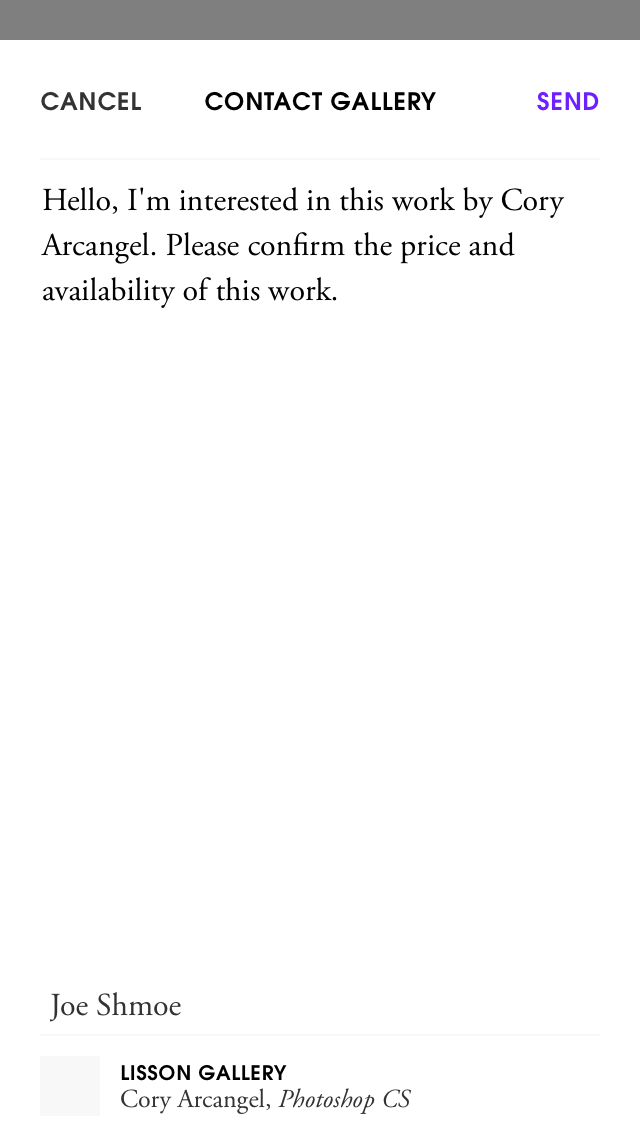 CANCEL CONTACT GALLERY SEND
Hello, I'm interested in this work by Cory
Arcangel. Please confirm the price and
availability of this work.
Joe Shmoe
LISSON GALLERY
Cory Arcangel, Photoshop CS